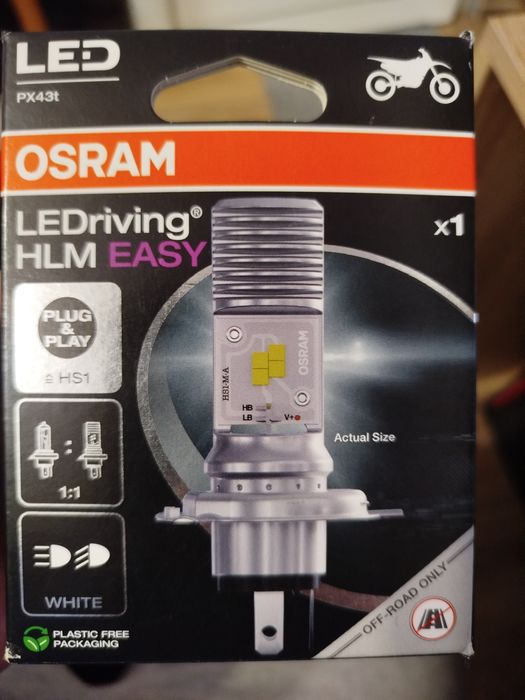 LED
PX43t
OSRAM
LEDriving®
HLM EASY
x1
PLUG
&
PLAY
≙ HS1
OSRAM
HS1-M-A
HB
LB
V+
Actual Size
1:1
WHITE
OFF-ROAD ONLY
PLASTIC FREE
PACKAGING